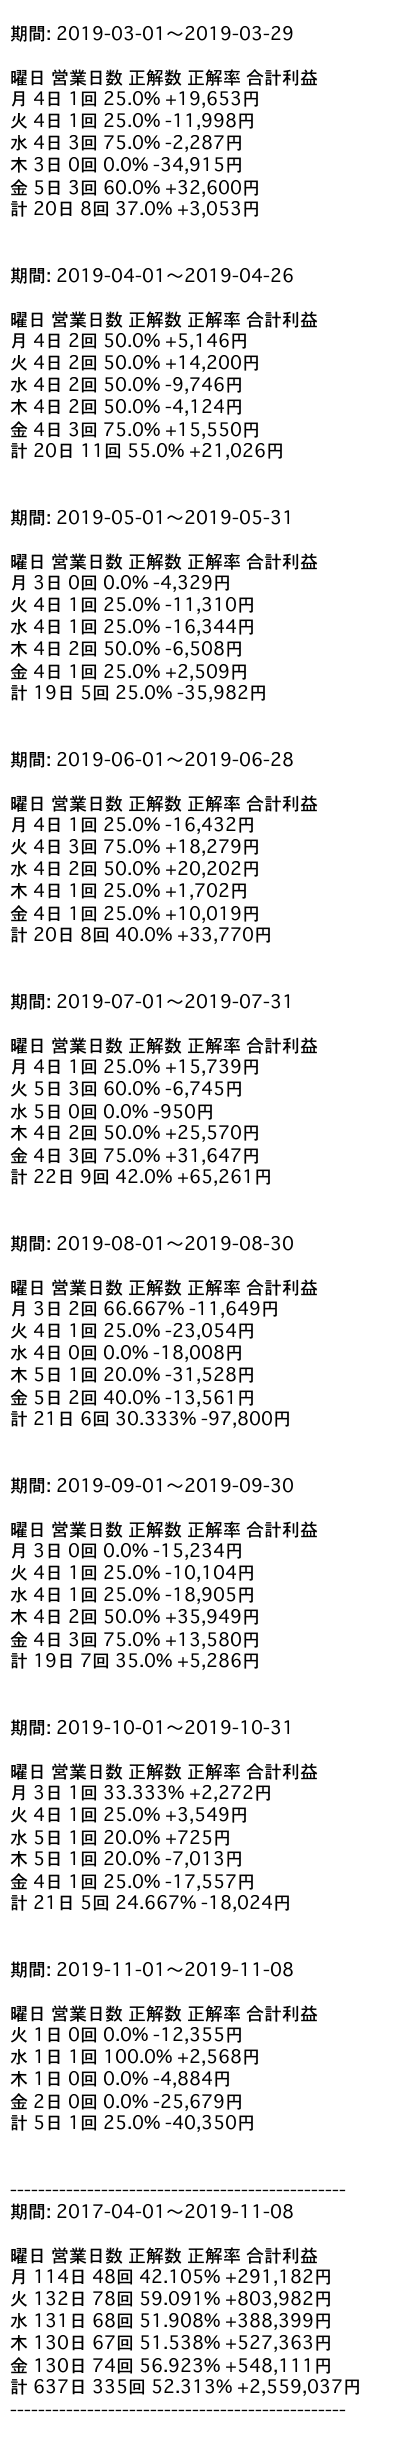 期間: 2019-03-01〜2019-03-29
曜日 営業日数 正解数 正解率 合計利益
月 4日 1回 25.0% +19,653円
火 4日 1回 25.0% -11,998円
水 4日 3回 75.0% -2,287円
木 3日 0回 0.0% -34,915円
金 5日 3回 60.0% +32,600円
計 20日 8回 37.0% +3,053円
期間: 2019-04-01〜2019-04-26
曜日 営業日数 正解数 正解率 合計利益
月 4日 2回 50.0% +5,146円
火 4日 2回 50.0% +14,200円
水 4日 2回 50.0% -9,746円
木 4日 2回 50.0% -4,124円
金 4日 3回 75.0% +15,550円
計 20日 11回 55.0% +21,026円
期間: 2019-05-01〜2019-05-31
曜日 営業日数 正解数 正解率 合計利益
月 3日 0回 0.0% -4,329円
火 4日 1回 25.0% -11,310円
水 4日 1回 25.0% -16,344円
木 4日 2回 50.0% -6,508円
金 4日 1回 25.0% +2,509円
計 19日 5回 25.0% -35,982円
期間: 2019-06-01〜2019-06-28
曜日 営業日数 正解数 正解率 合計利益
月 4日 1回 25.0% -16,432円
火 4日 3回 75.0% +18,279円
水 4日 2回 50.0% +20,202円
木 4日 1回 25.0% +1,702円
金 4日 1回 25.0% +10,019円
計 20日 8回 40.0% +33,770円
期間: 2019-07-01〜2019-07-31
曜日 営業日数 正解数 正解率 合計利益
月 4日 1回 25.0% +15,739円
火 5日 3回 60.0% -6,745円
水 5日 0回 0.0% -950円
木 4日 2回 50.0% +25,570円
金 4日 3回 75.0% +31,647円
計 22日 9回 42.0% +65,261円
期間: 2019-08-01〜2019-08-30
曜日 営業日数 正解数 正解率 合計利益
月 3日 2回 66.667% -11,649円
火 4日 1回 25.0% -23,054円
水 4日 0回 0.0% -18,008円
木 5日 1回 20.0% -31,528円
金 5日 2回 40.0% -13,561円
計 21日 6回 30.333% -97,800円
期間: 2019-09-01〜2019-09-30
曜日 営業日数 正解数 正解率 合計利益
月 3日 0回 0.0% -15,234円
火 4日 1回 25.0% -10,104円
水 4日 1回 25.0% -18,905円
木 4日 2回 50.0% +35,949円
金 4日 3回 75.0% +13,580円
計 19日 7回 35.0% +5,286円
期間: 2019-10-01〜2019-10-31
曜日 営業日数 正解数 正解率 合計利益
月 3日 1回 33.333% +2,272円
火 4日 1回 25.0% +3,549円
水 5日 1回 20.0% +725円
木 5日 1回 20.0% -7,013円
金 4日 1回 25.0% -17,557円
計 21日 5回 24.667% -18,024円
期間: 2019-11-01〜2019-11-08
曜日 営業日数 正解数 正解率 合計利益
火 1日 0回 0.0% -12,355円
水 1日 1回 100.0% +2,568円
木 1日 0回 0.0% -4,884円
金 2日 0回 0.0% -25,679円
計 5日 1回 25.0% -40,350円
------------------------------------------------
期間: 2017-04-01〜2019-11-08
曜日 営業日数 正解数 正解率 合計利益
月 114日 48回 42.105% +291,182円
火 132日 78回 59.091% +803,982円
水 131日 68回 51.908% +388,399円
木 130日 67回 51.538% +527,363円
金 130日 74回 56.923% +548,111円
計 637日 335回 52.313% +2,559,037円
------------------------------------------------